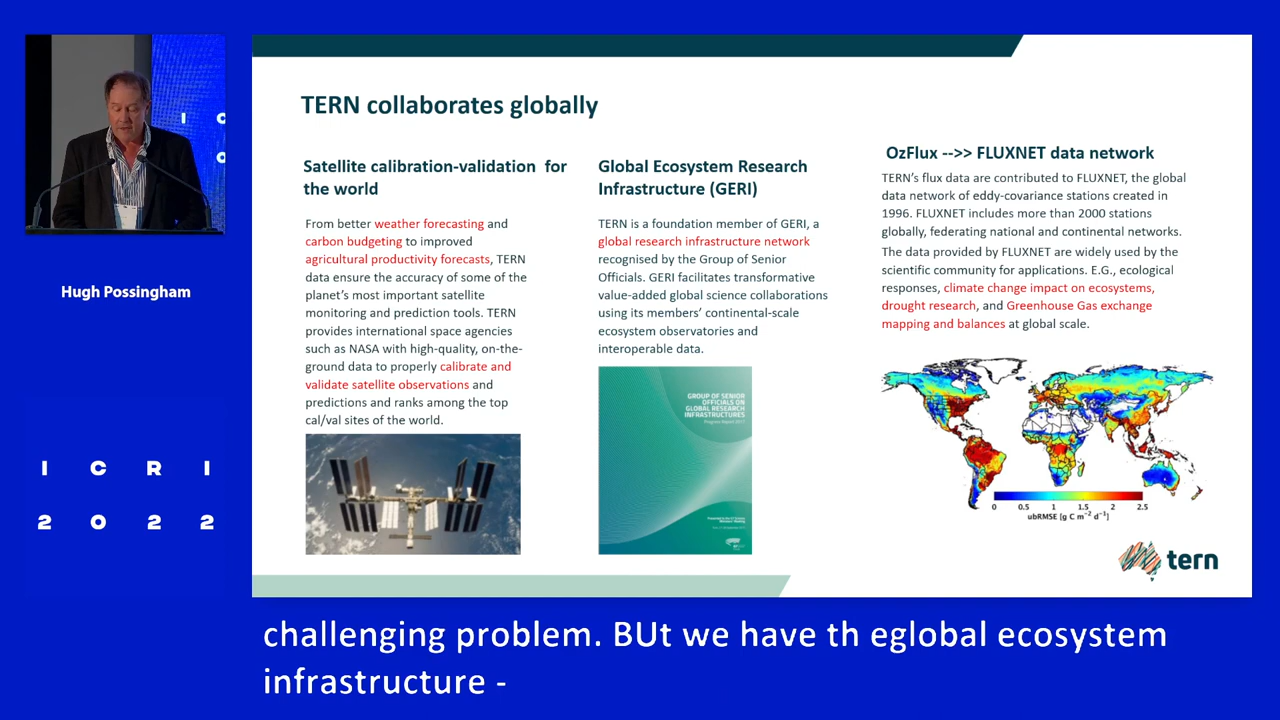 I C
O
Hugh Possingham
I C R I
2 0 2 2
TERN collaborates globally
Satellite calibration-validation for
the world
From better weather forecasting and
carbon budgeting to improved
agricultural productivity forecasts, TERN
data ensure the accuracy of some of the
planet's most important satellite
monitoring and prediction tools. TERN
provides international space agencies
such as NASA with high-quality, on-the-
ground data to properly calibrate and
validate satellite observations and
predictions and ranks among the top
cal/val sites of the world.
Global Ecosystem Research
Infrastructure (GERI)
TERN is a foundation member of GERI, a
global research infrastructure network
recognised by the Group of Senior
Officials. GERI facilitates transformative
value-added global science collaborations
using its members' continental-scale
ecosystem observatories and
interoperable data.
GROUP OF SENIOR
OFFICIALS ON
GLOBAL RESEARCH
INFRASTRUCTURES
Progress Report 2017
OzFlux -->> FLUXNET data network
TERN's flux data are contributed to FLUXNET, the global
data network of eddy-covariance stations created in
1996. FLUXNET includes more than 2000 stations
globally, federating national and continental networks.
The data provided by FLUXNET are widely used by the
scientific community for applications. E.G., ecological
responses, climate change impact on ecosystems,
drought research, and Greenhouse Gas exchange
mapping and balances at global scale.
0 0.5 1 1.5 2 2.5
ubRMSE [g C m⁻² d⁻¹]
tern
challenging problem. BUt we have th eglobal ecosystem
infrastructure -